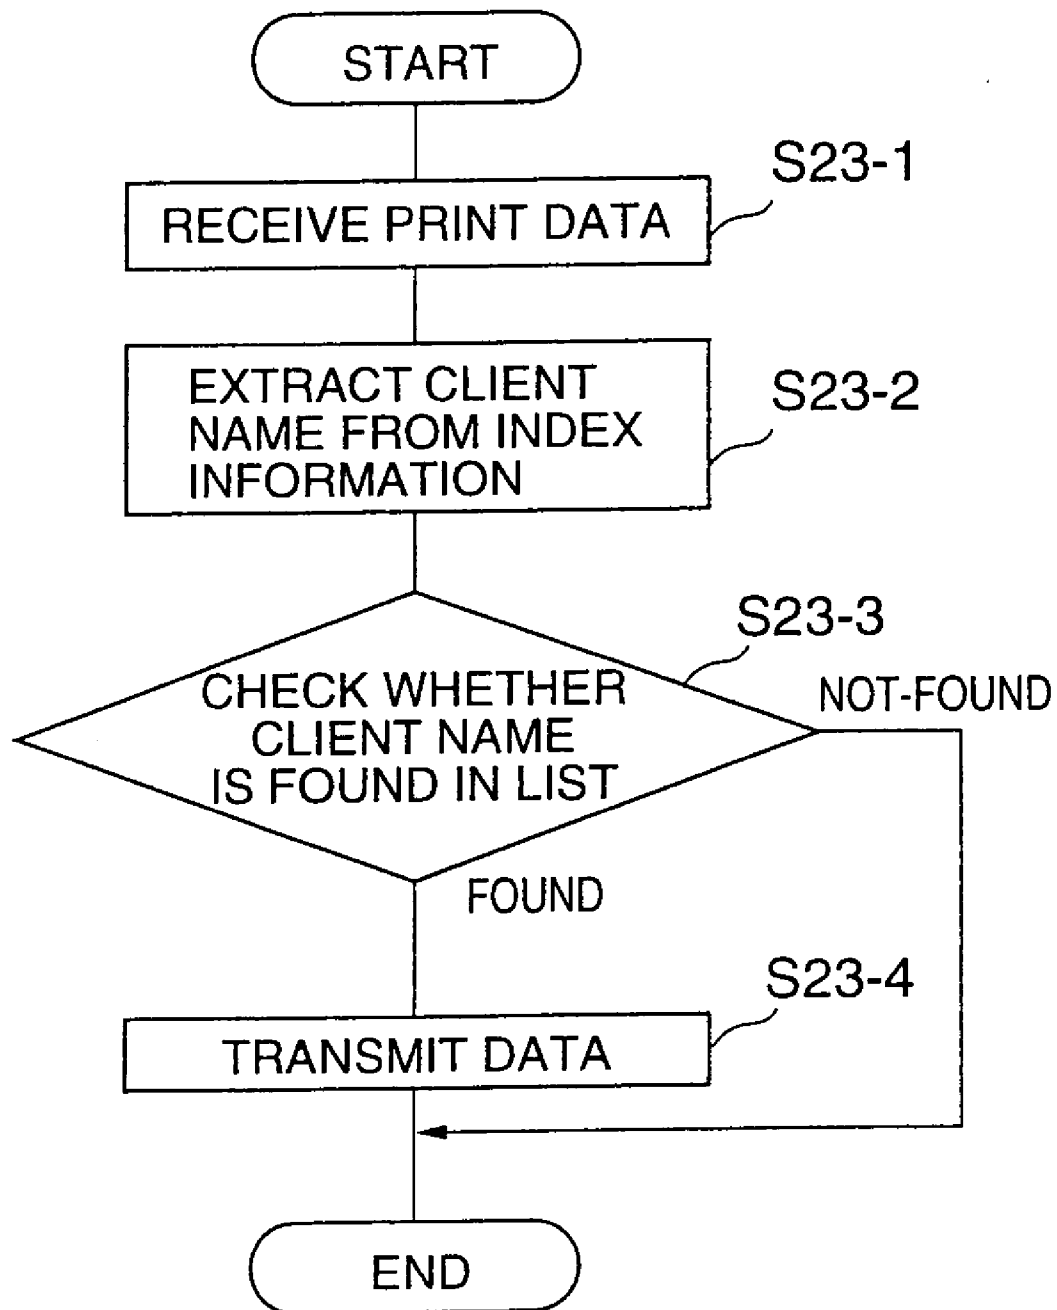 START
S23-1
RECEIVE PRINT DATA
S23-2
EXTRACT CLIENT
NAME FROM INDEX
INFORMATION
S23-3
NOT-FOUND
CHECK WHETHER
CLIENT NAME
IS FOUND IN LIST
FOUND
S23-4
TRANSMIT DATA
END